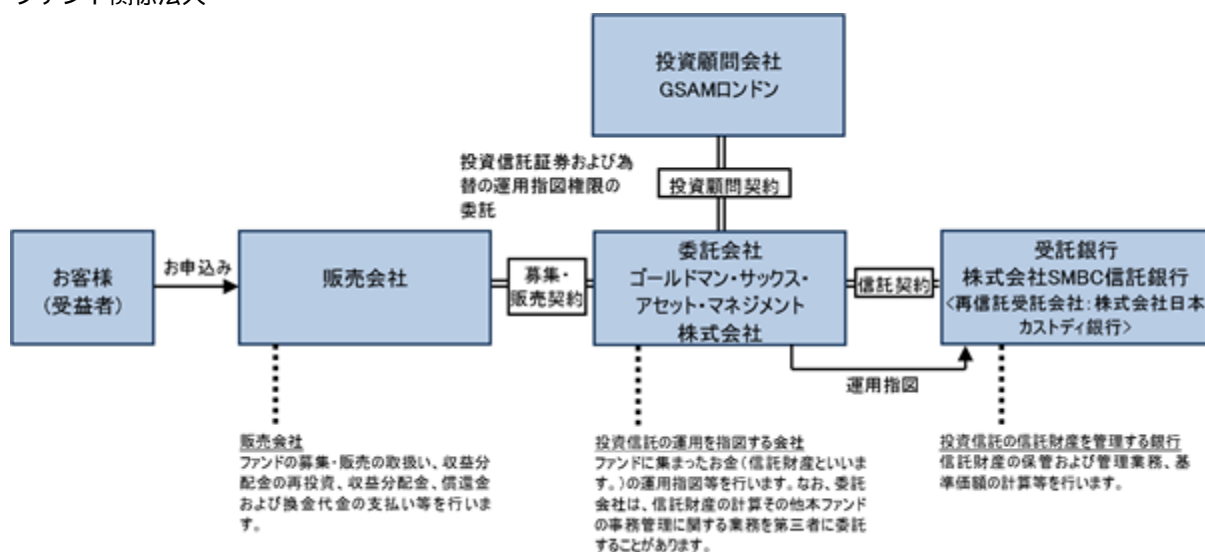 ファンド関係法人
投資顧問会社
GSAMロンドン
投資信託証券および為
替の運用指図権限の
委託
投資顧問契約
お客様
(受益者)
お申込み
販売会社
募集・
販売契約
委託会社
ゴールドマン・サックス・
アセット・マネジメント
株式会社
信託契約
受託銀行
株式会社SMBC信託銀行
<再信託受託会社:株式会社日本
カストディ銀行>
運用指図
販売会社
ファンドの募集・販売の取扱い、収益分
配金の再投資、収益分配金、償還金
および換金代金の支払い等を行いま
す。
投資信託の運用を指図する会社
ファンドに集まったお金(信託財産といいま
す。)の運用指図等を行います。なお、委託
会社は、信託財産の計算その他本ファンド
の事務管理に関する業務を第三者に委託
することがあります。
投資信託の信託財産を管理する銀行
信託財産の保管および管理業務、基
準価額の計算等を行います。